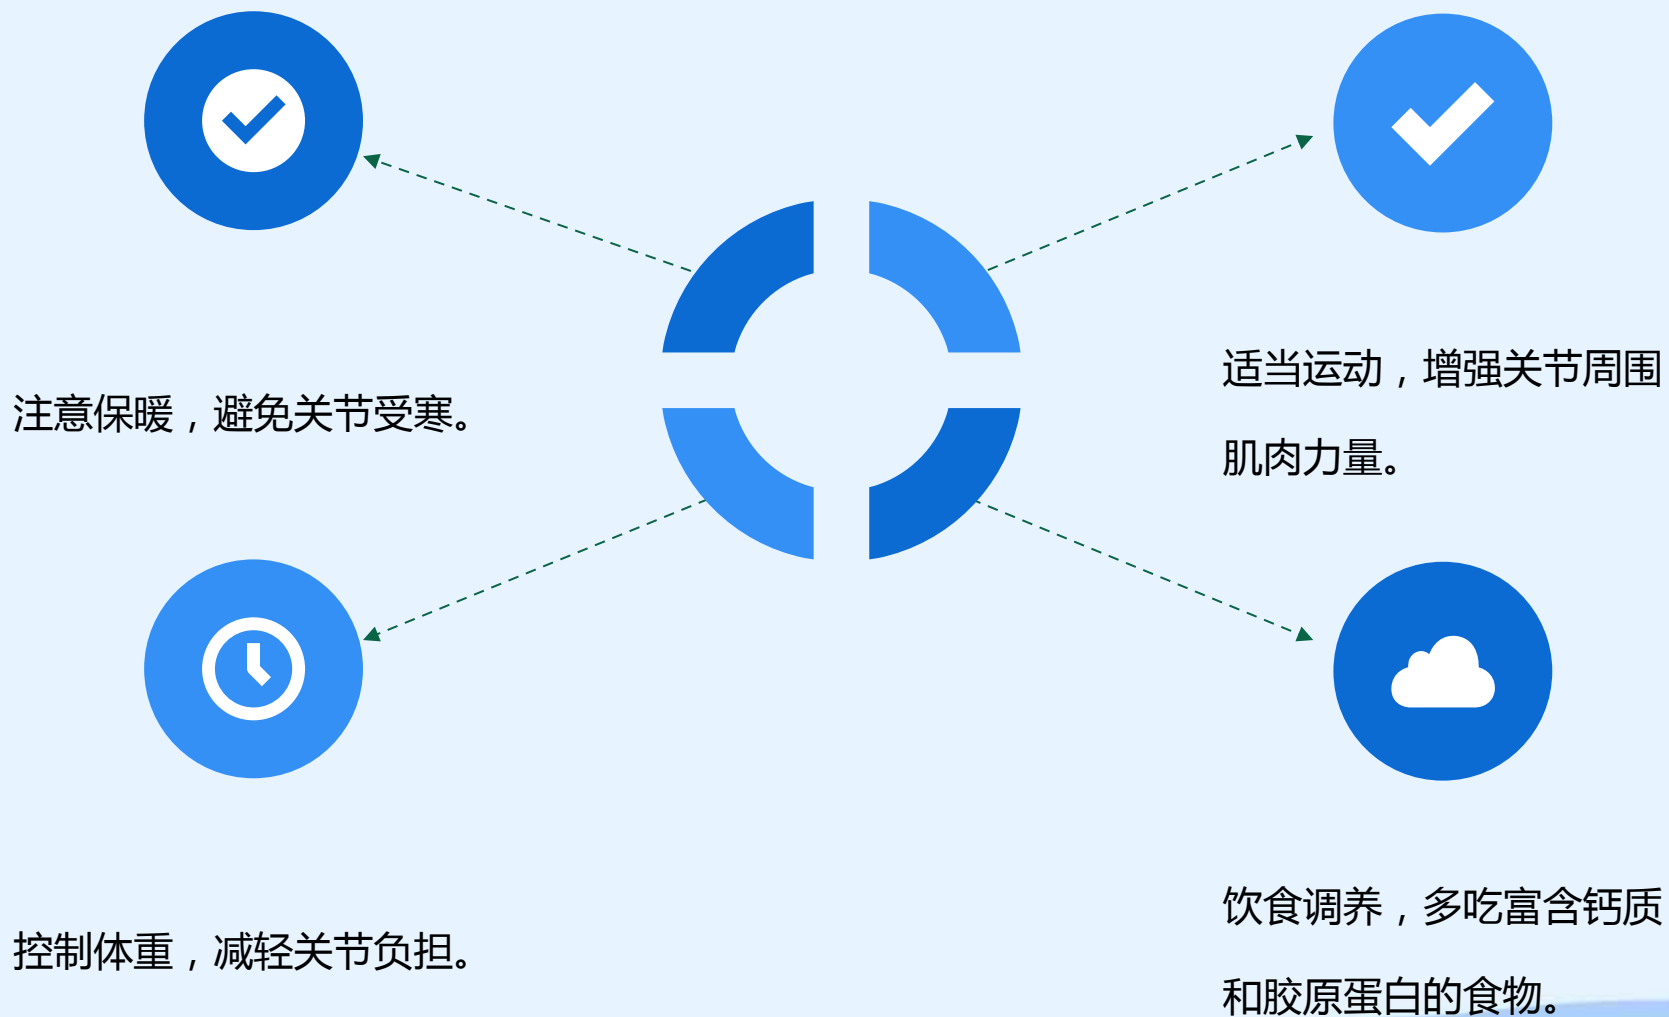 注意保暖，避免关节受寒。
适当运动，增强关节周围
肌肉力量。
控制体重，减轻关节负担。
饮食调养，多吃富含钙质
和胶原蛋白的食物。